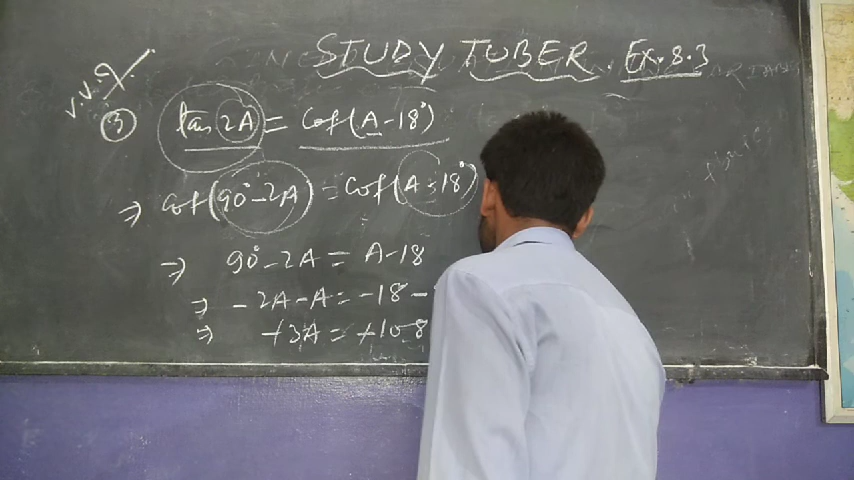 STUDY TUBER. Ex. 8.3
V.V.I
③ tan 2A = cot(A-18°)
⇒ cot(90°-2A) = cot(A-18°)
⇒ 90°-2A = A-18
⇒ -2A-A = -18-
⇒ +3A = +108